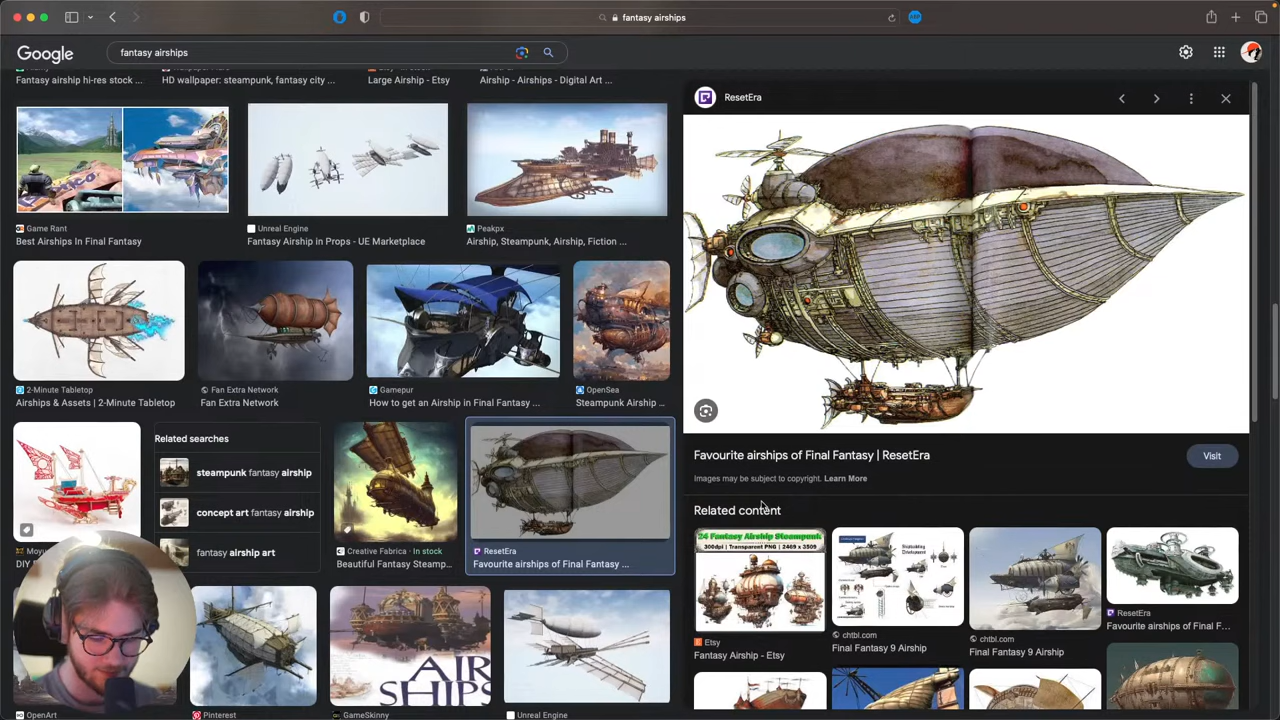 fantasy airships
Google
fantasy airships
Fantasy airship hi-res stock ...
HD wallpaper: steampunk, fantasy city ...
Large Airship - Etsy
Airship - Airships - Digital Art ...
Game Rant
Best Airships In Final Fantasy
Unreal Engine
Fantasy Airship in Props - UE Marketplace
Peakpx
Airship, Steampunk, Airship, Fiction ...
2-Minute Tabletop
Airships & Assets | 2-Minute Tabletop
Fan Extra Network
Fan Extra Network
Gamepur
How to get an Airship in Final Fantasy ...
OpenSea
Steampunk Airship ...
Related searches
steampunk fantasy airship
concept art fantasy airship
fantasy airship art
Moyu
DIY
Creative Fabrica · In stock
Beautiful Fantasy Steamp...
ResetEra
Favourite airships of Final Fantasy ...
AIR
SHIPS
OpenArt
Pinterest
GameSkinny
Unreal Engine
ResetEra
Favourite airships of Final Fantasy | ResetEra
Visit
Images may be subject to copyright. Learn More
Related content
24 Fantasy Airship Steampunk
300dpi | Transparent PNG | 2469 x 3509
Etsy
Fantasy Airship - Etsy
chtbl.com
Final Fantasy 9 Airship
chtbl.com
Final Fantasy 9 Airship
ResetEra
Favourite airships of Final F...